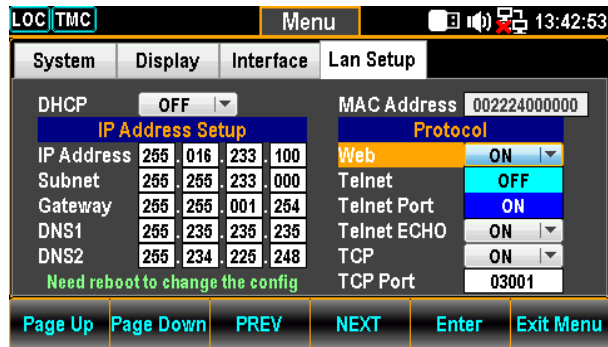 LOC TMC Menu 13:42:53
System Display Interface Lan Setup
DHCP OFF MAC Address 002224000000
IP Address Setup Protocol
IP Address 255 . 016 . 233 . 100 Web ON
Subnet 255 . 255 . 233 . 000 Telnet OFF
Gateway 255 . 255 . 001 . 254 Telnet Port ON
DNS1 255 . 235 . 235 . 235 Telnet ECHO ON
DNS2 255 . 234 . 225 . 248 TCP ON
Need reboot to change the config TCP Port 03001
Page Up Page Down PREV NEXT Enter Exit Menu